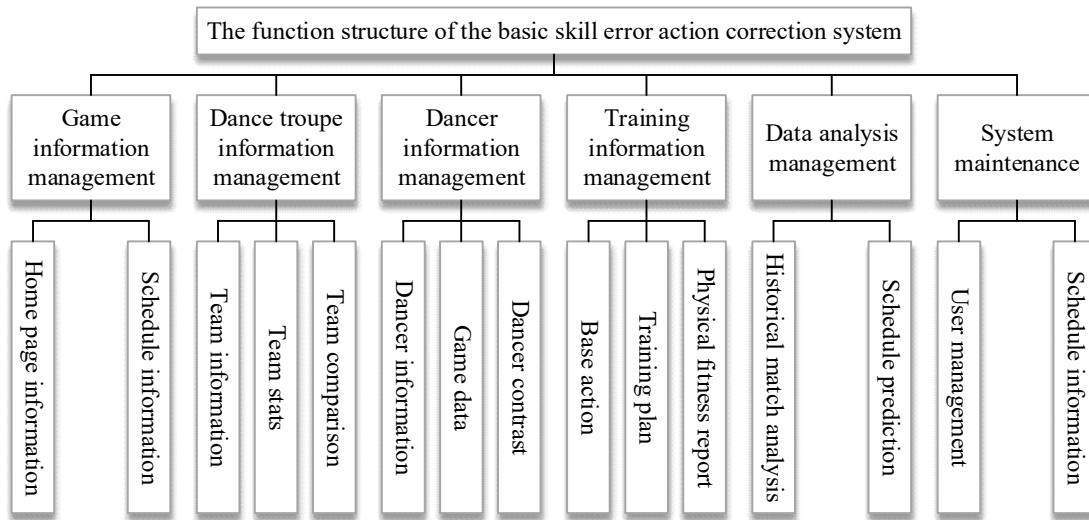 The function structure of the basic skill error action correction system
Game
information
management
Dance troupe
information
management
Dancer
information
management
Training
information
management
Data analysis
management
System
maintenance
Home page information
Schedule information
Team information
Team stats
Team comparison
Dancer information
Game data
Dancer contrast
Base action
Training plan
Physical fitness report
Historical match analysis
Schedule prediction
User management
Schedule information